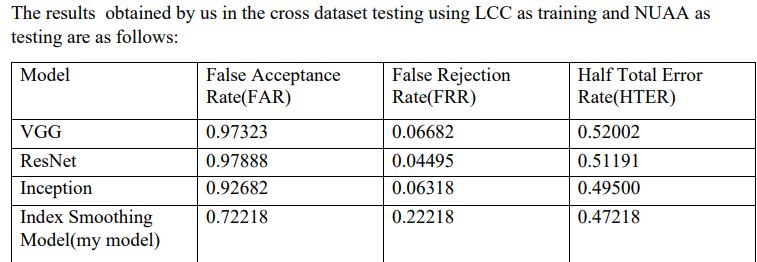 The results obtained by us in the cross dataset testing using LCC as training and NUAA as
testing are as follows:
Model False Acceptance Rate(FAR) False Rejection Rate(FRR) Half Total Error Rate(HTER)
VGG 0.97323 0.06682 0.52002
ResNet 0.97888 0.04495 0.51191
Inception 0.92682 0.06318 0.49500
Index Smoothing Model(my model) 0.72218 0.22218 0.47218